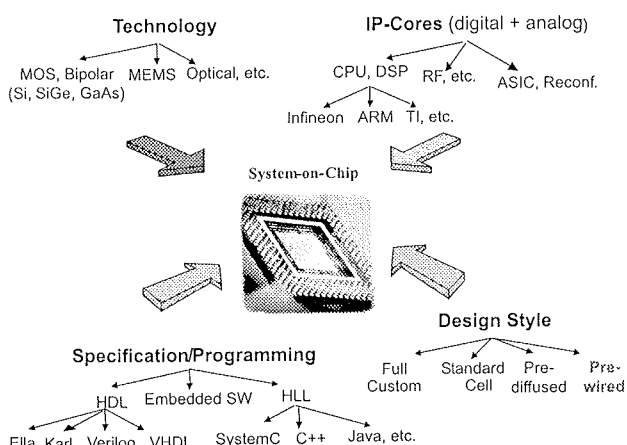 Technology
MOS, Bipolar MEMS Optical, etc.
(Si, SiGe, GaAs)
IP-Cores (digital + analog)
CPU, DSP RF, etc. ASIC, Reconf.
Infineon ARM TI, etc.
System-on-Chip
Design Style
Full Standard Pre- Pre-
Custom Cell diffused wired
Specification/Programming
HDL Embedded SW HLL
Ella Karl Verilog VHDL SystemC C++ Java, etc.